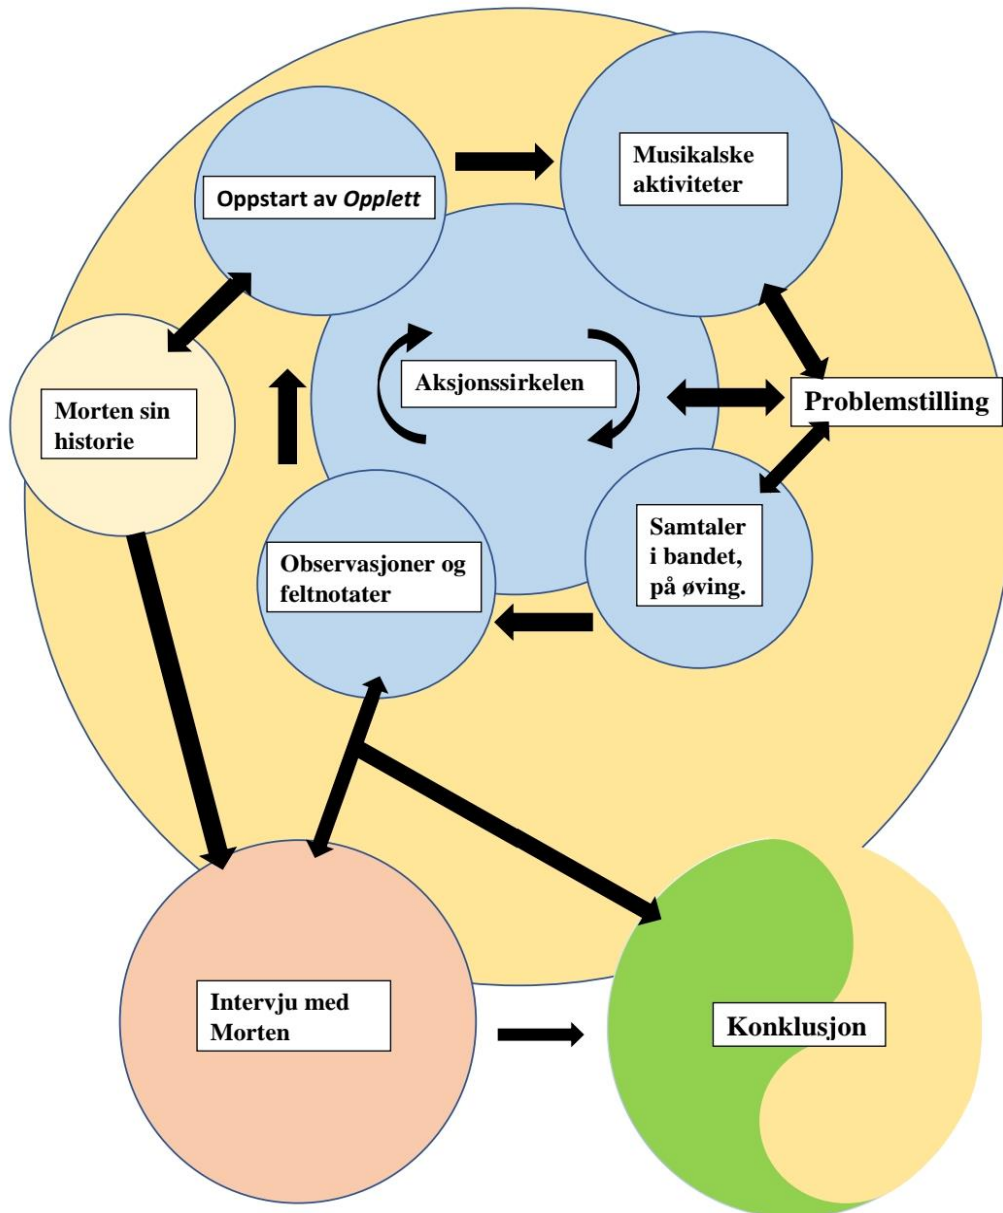 Oppstart av Opplett
Musikalske
aktiviteter
Aksjonssirkelen
Problemstilling
Morten sin
historie
Observasjoner og
feltnotater
Samtaler
i bandet,
på øving.
Intervju med
Morten
Konklusjon